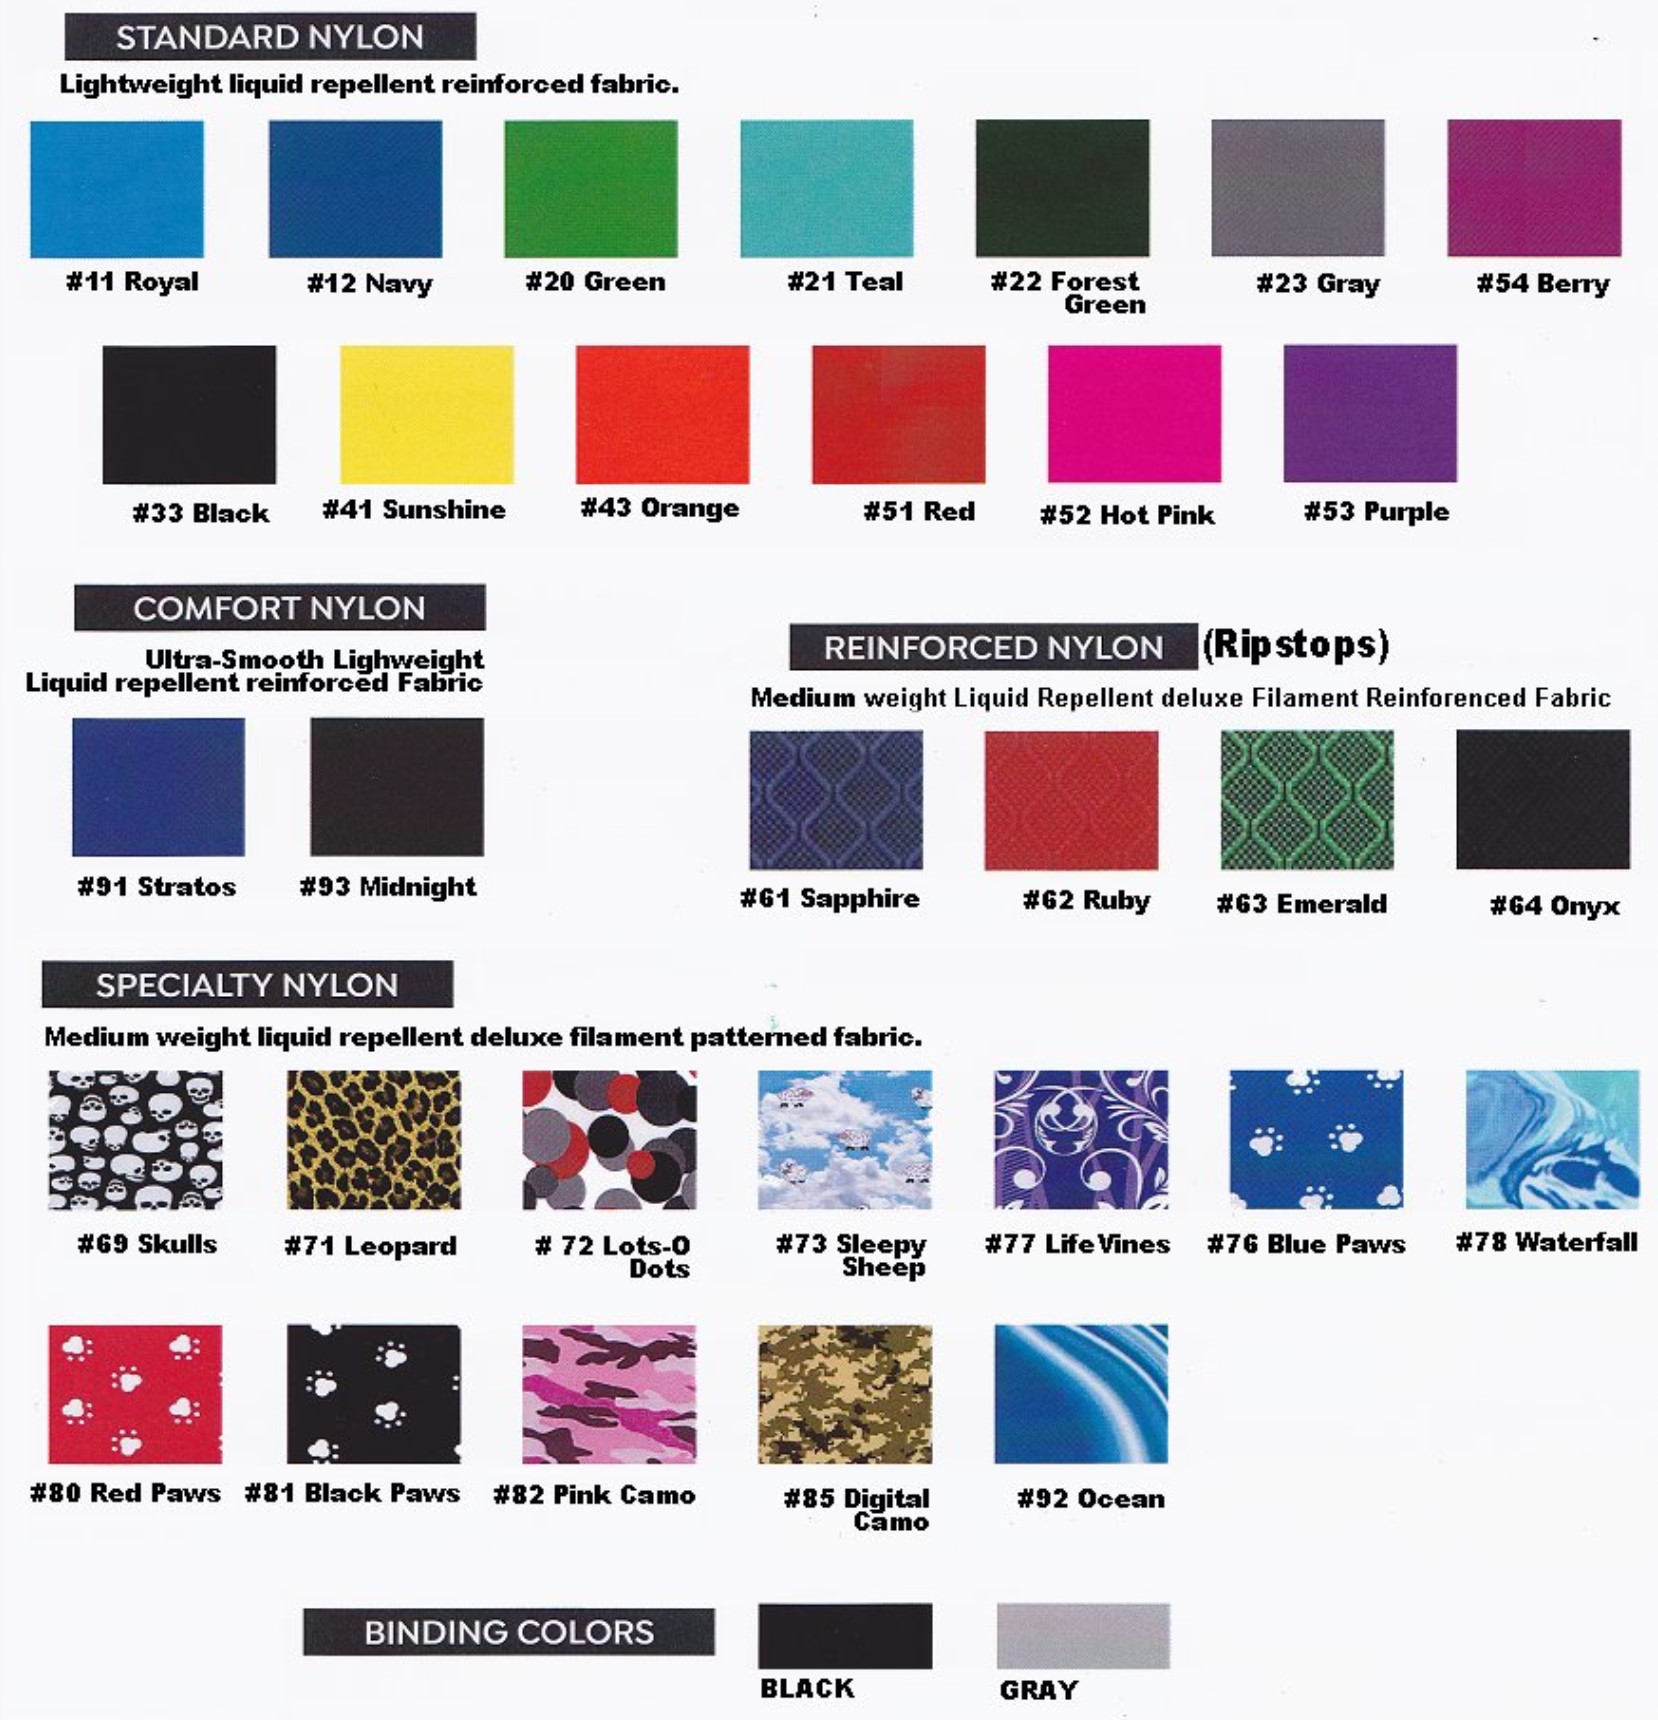 STANDARD NYLON
Lightweight liquid repellent reinforced fabric.
#11 Royal
#12 Navy
#20 Green
#21 Teal
#22 Forest
Green
#23 Gray
#54 Berry
#33 Black
#41 Sunshine
#43 Orange
#51 Red
#52 Hot Pink
#53 Purple
COMFORT NYLON
Ultra-Smooth Lighweight
Liquid repellent reinforced Fabric
#91 Stratos
#93 Midnight
REINFORCED NYLON (Ripstops)
Medium weight Liquid Repellent deluxe Filament Reinforenced Fabric
#61 Sapphire
#62 Ruby
#63 Emerald
#64 Onyx
SPECIALTY NYLON
Medium weight liquid repellent deluxe filament patterned fabric.
#69 Skulls
#71 Leopard
# 72 Lots-O
Dots
#73 Sleepy
Sheep
#77 Life Vines
#76 Blue Paws
#78 Waterfall
#80 Red Paws
#81 Black Paws
#82 Pink Camo
#85 Digital
Camo
#92 Ocean
BINDING COLORS
BLACK
GRAY